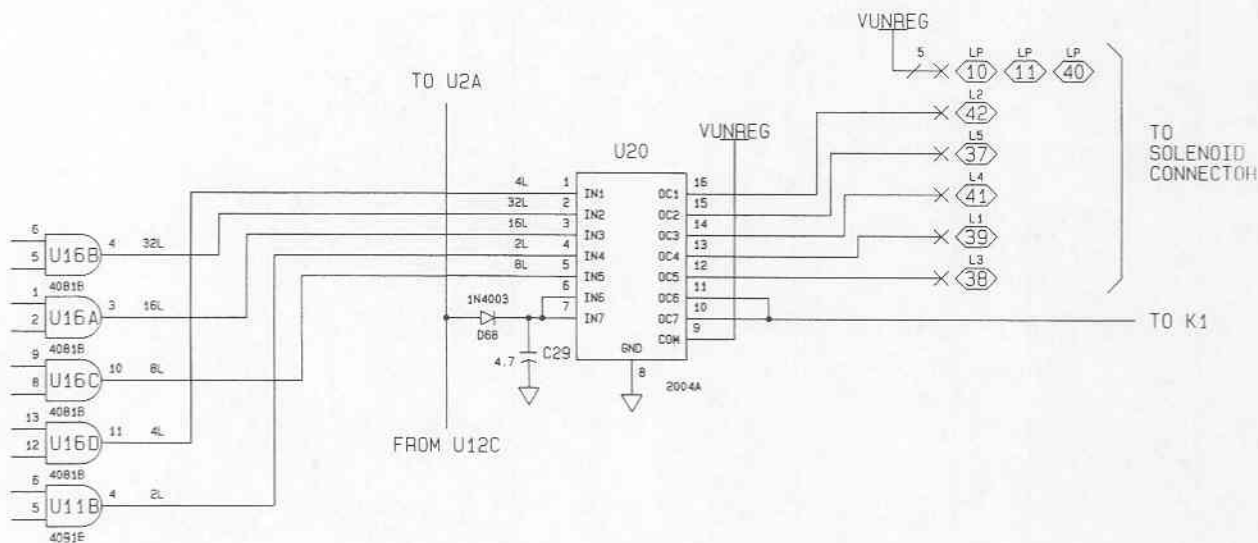 VUNREG
5
LP LP LP
10 11 40
TO U2A
L2
42
VUNREG
TO
SOLENOID
CONNECTOR
U20
L5
37
4L 1 IN1 OC1 16
L4
41
32L 2 IN2 OC2 15
16L 3 IN3 OC3 14
L1
39
6
5 U16B 4 32L
4081B
2L 4 IN4 OC4 13
8L 5 IN5 OC5 12
L3
38
6 IN6 OC6 11
1
2 U16A 3 16L
4081B
1N4003
D68
7 IN7 OC7 10
TO K1
COM 9
4.7 C29
GND
8
2004A
9
8 U16C 10 8L
4081B
13
12 U16D 11 4L
4081B
FROM U12C
6
5 U11B 4 2L
4091B